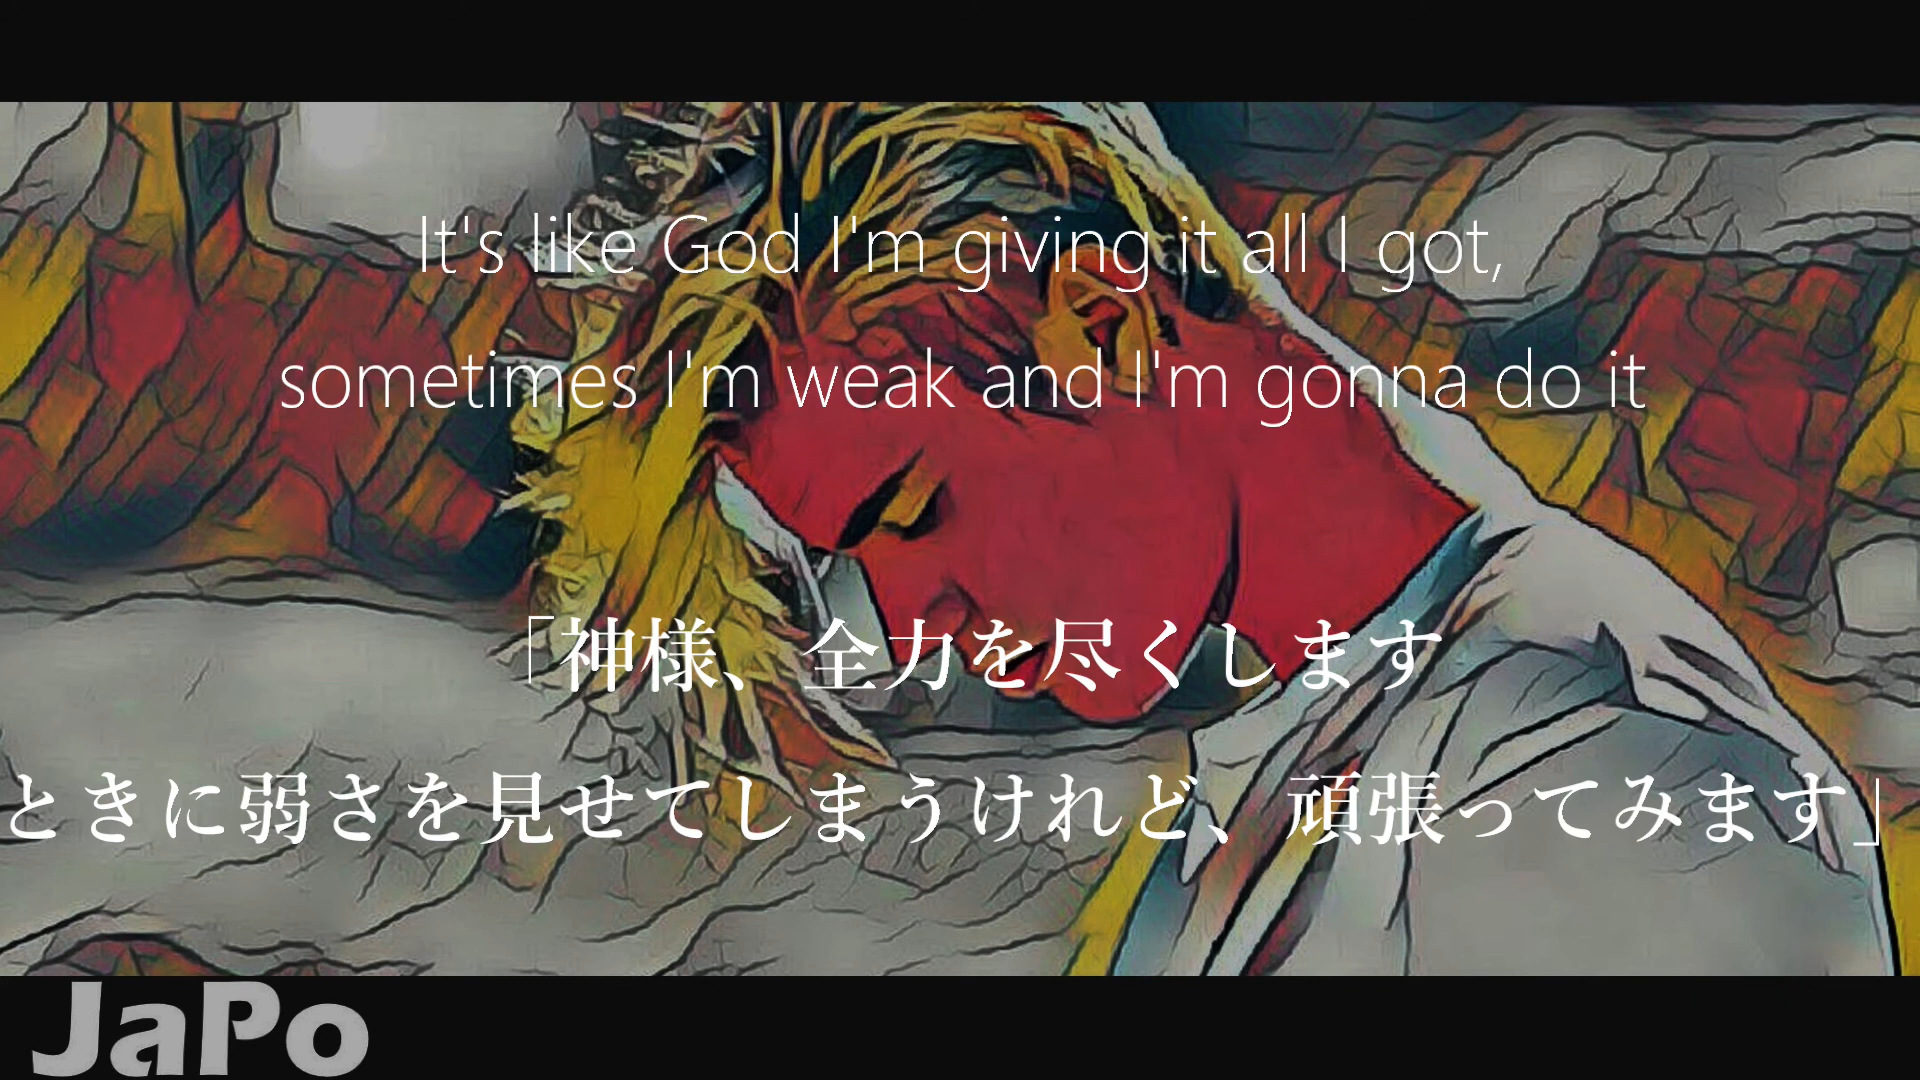 It's like God I'm giving it all I got,
sometimes I'm weak and I'm gonna do it
「神様、全力を尽くします
ときに弱さを見せてしまうけれど、頑張ってみます」
JaPo